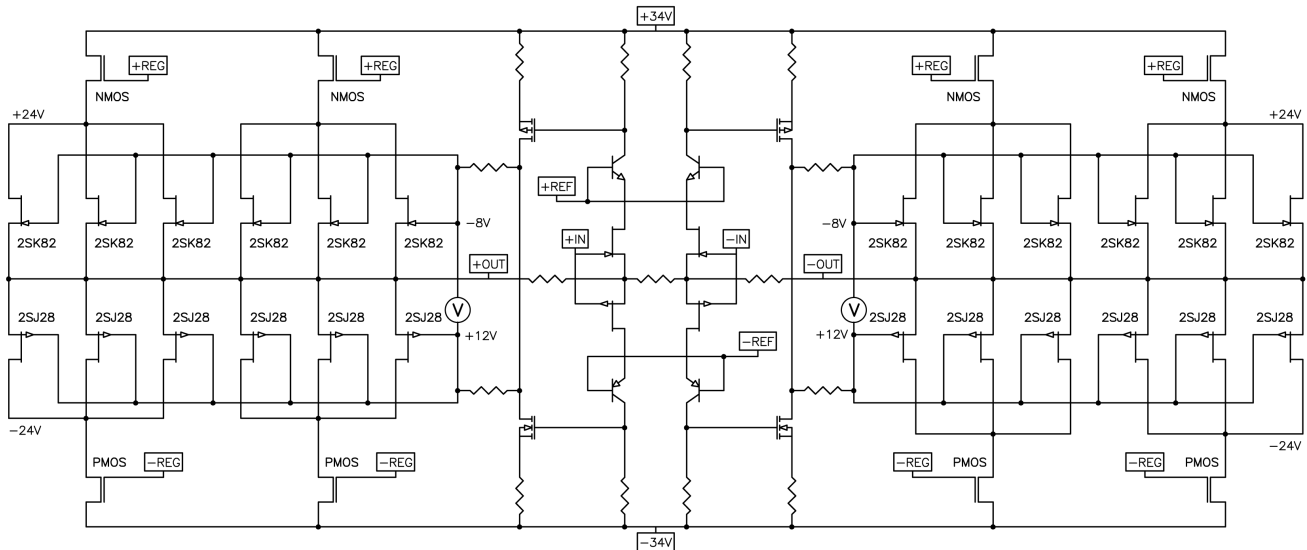 +34V
+REG +REG +REG +REG
NMOS NMOS NMOS NMOS
+24V +24V
+REF
-8V -8V
2SK82 2SK82 2SK82 2SK82 2SK82 2SK82 2SK82 2SK82 2SK82 2SK82 2SK82 2SK82
+IN -IN
+OUT -OUT
V V
2SJ28 2SJ28 2SJ28 2SJ28 2SJ28 2SJ28 2SJ28 2SJ28 2SJ28 2SJ28 2SJ28 2SJ28
+12V +12V
-REF
-24V -24V
PMOS -REG PMOS -REG -REG PMOS -REG PMOS
-34V